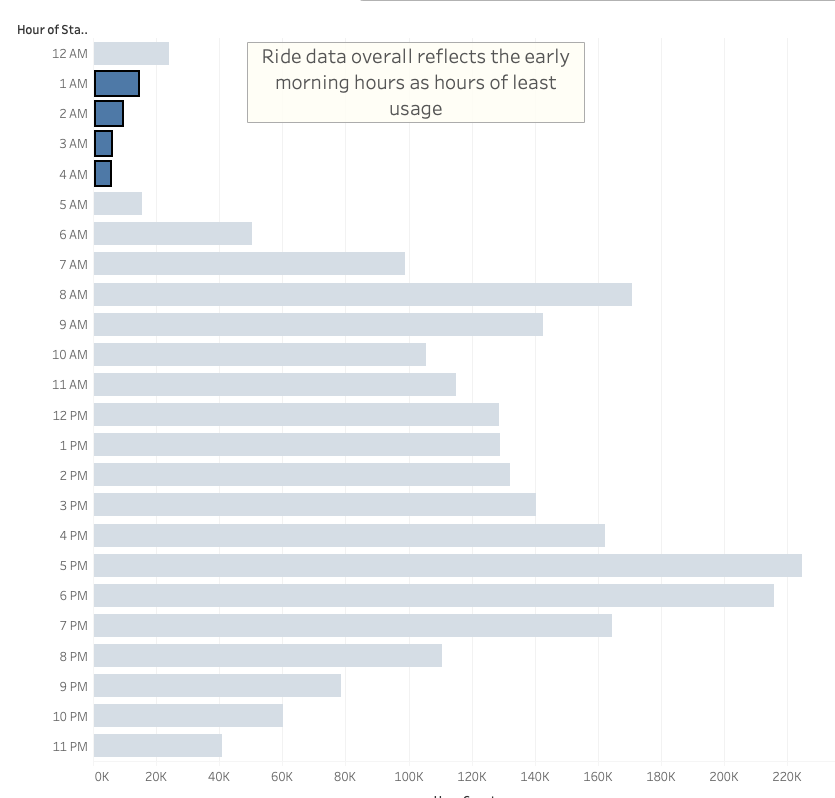 Hour of Sta..
Ride data overall reflects the early
morning hours as hours of least
usage
12 AM
1 AM
2 AM
3 AM
4 AM
5 AM
6 AM
7 AM
8 AM
9 AM
10 AM
11 AM
12 PM
1 PM
2 PM
3 PM
4 PM
5 PM
6 PM
7 PM
8 PM
9 PM
10 PM
11 PM
0K 20K 40K 60K 80K 100K 120K 140K 160K 180K 200K 220K